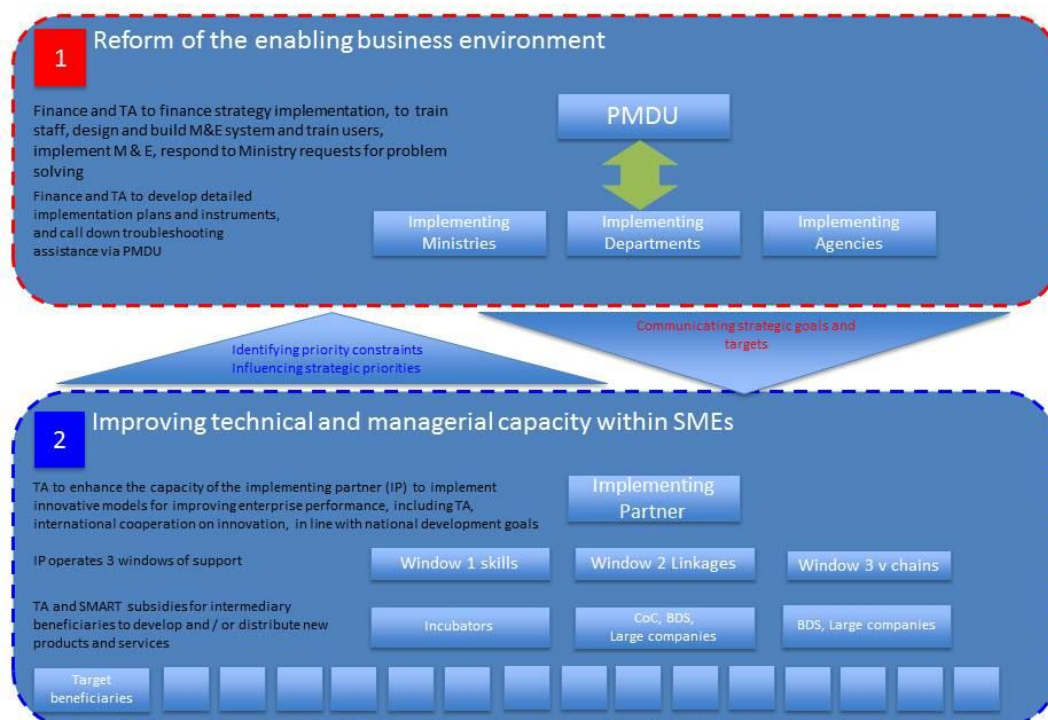 1
Reform of the enabling business environment
Finance and TA to finance strategy implementation, to train
staff, design and build M&E system and train users,
implement M & E, respond to Ministry requests for problem
solving
Finance and TA to develop detailed
implementation plans and instruments,
and call down troubleshooting
assistance via PMDU
PMDU
Implementing
Ministries
Implementing
Departments
Implementing
Agencies
Identifying priority constraints
Influencing strategic priorities
Communicating strategic goals and
targets
2
Improving technical and managerial capacity within SMEs
TA to enhance the capacity of the implementing partner (IP) to implement
innovative models for improving enterprise performance, including TA,
international cooperation on innovation, in line with national development goals
Implementing
Partner
IP operates 3 windows of support
Window 1 skills
Window 2 Linkages
Window 3 v chains
TA and SMART subsidies for intermediary
beneficiaries to develop and / or distribute new
products and services
Incubators
CoC, BDS,
Large companies
BDS, Large companies
Target
beneficiaries